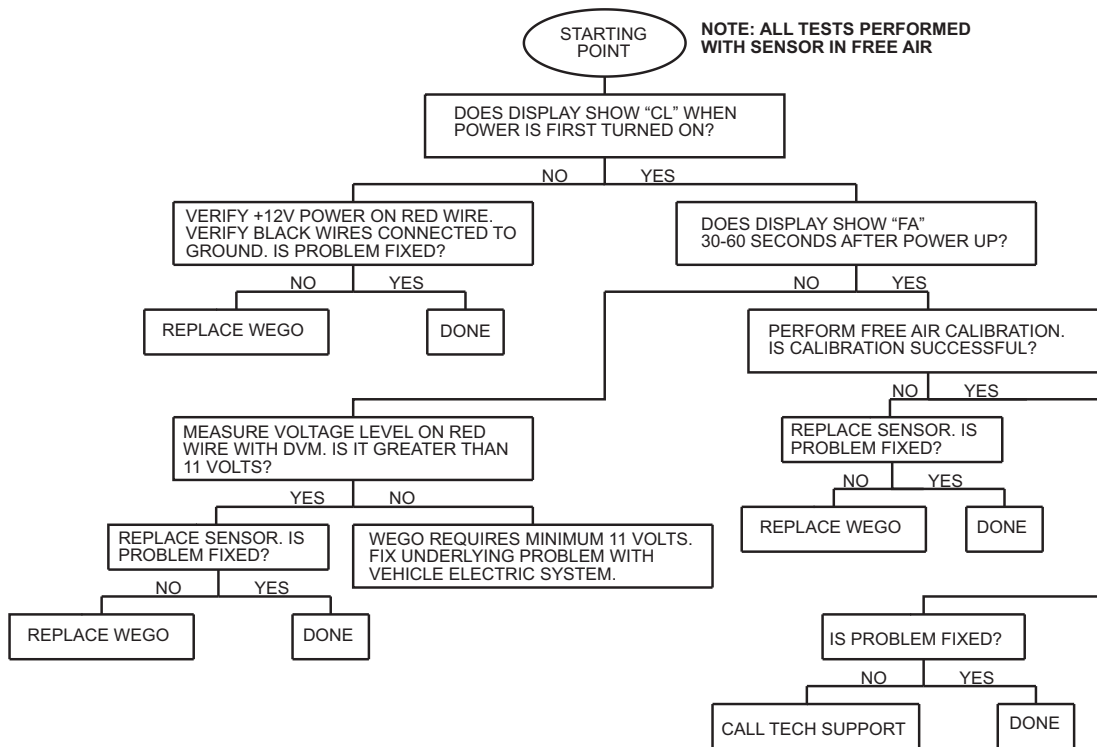 STARTING
POINT
NOTE: ALL TESTS PERFORMED
WITH SENSOR IN FREE AIR
DOES DISPLAY SHOW “CL” WHEN
POWER IS FIRST TURNED ON?
NO
YES
VERIFY +12V POWER ON RED WIRE.
VERIFY BLACK WIRES CONNECTED TO
GROUND. IS PROBLEM FIXED?
DOES DISPLAY SHOW “FA”
30-60 SECONDS AFTER POWER UP?
NO
YES
NO
YES
REPLACE WEGO
DONE
PERFORM FREE AIR CALIBRATION.
IS CALIBRATION SUCCESSFUL?
NO
YES
MEASURE VOLTAGE LEVEL ON RED
WIRE WITH DVM. IS IT GREATER THAN
11 VOLTS?
REPLACE SENSOR. IS
PROBLEM FIXED?
NO
YES
YES
NO
REPLACE WEGO
DONE
REPLACE SENSOR. IS
PROBLEM FIXED?
WEGO REQUIRES MINIMUM 11 VOLTS.
FIX UNDERLYING PROBLEM WITH
VEHICLE ELECTRIC SYSTEM.
NO
YES
REPLACE WEGO
DONE
IS PROBLEM FIXED?
NO
YES
CALL TECH SUPPORT
DONE